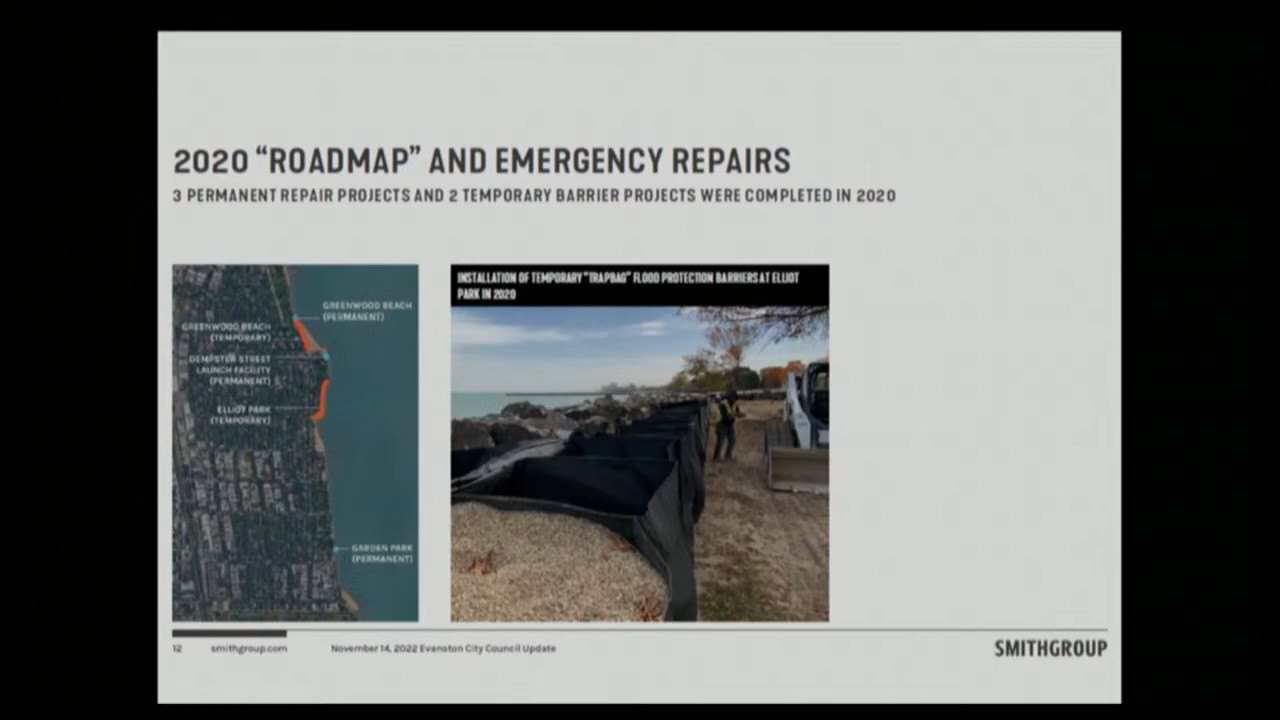 2020 “ROADMAP” AND EMERGENCY REPAIRS
3 PERMANENT REPAIR PROJECTS AND 2 TEMPORARY BARRIER PROJECTS WERE COMPLETED IN 2020
GREENWOOD BEACH
(PERMANENT)
GREENWOOD BEACH
(TEMPORARY)
DEMPSTER STREET
LAUNCH FACILITY
(PERMANENT)
ELLIOT PARK
(TEMPORARY)
GARDEN PARK
(PERMANENT)
INSTALLATION OF TEMPORARY "TRAPBAG" FLOOD PROTECTION BARRIERS AT ELLIOT
PARK IN 2020
12 smithgroup.com November 14, 2022 Evanston City Council Update SMITHGROUP